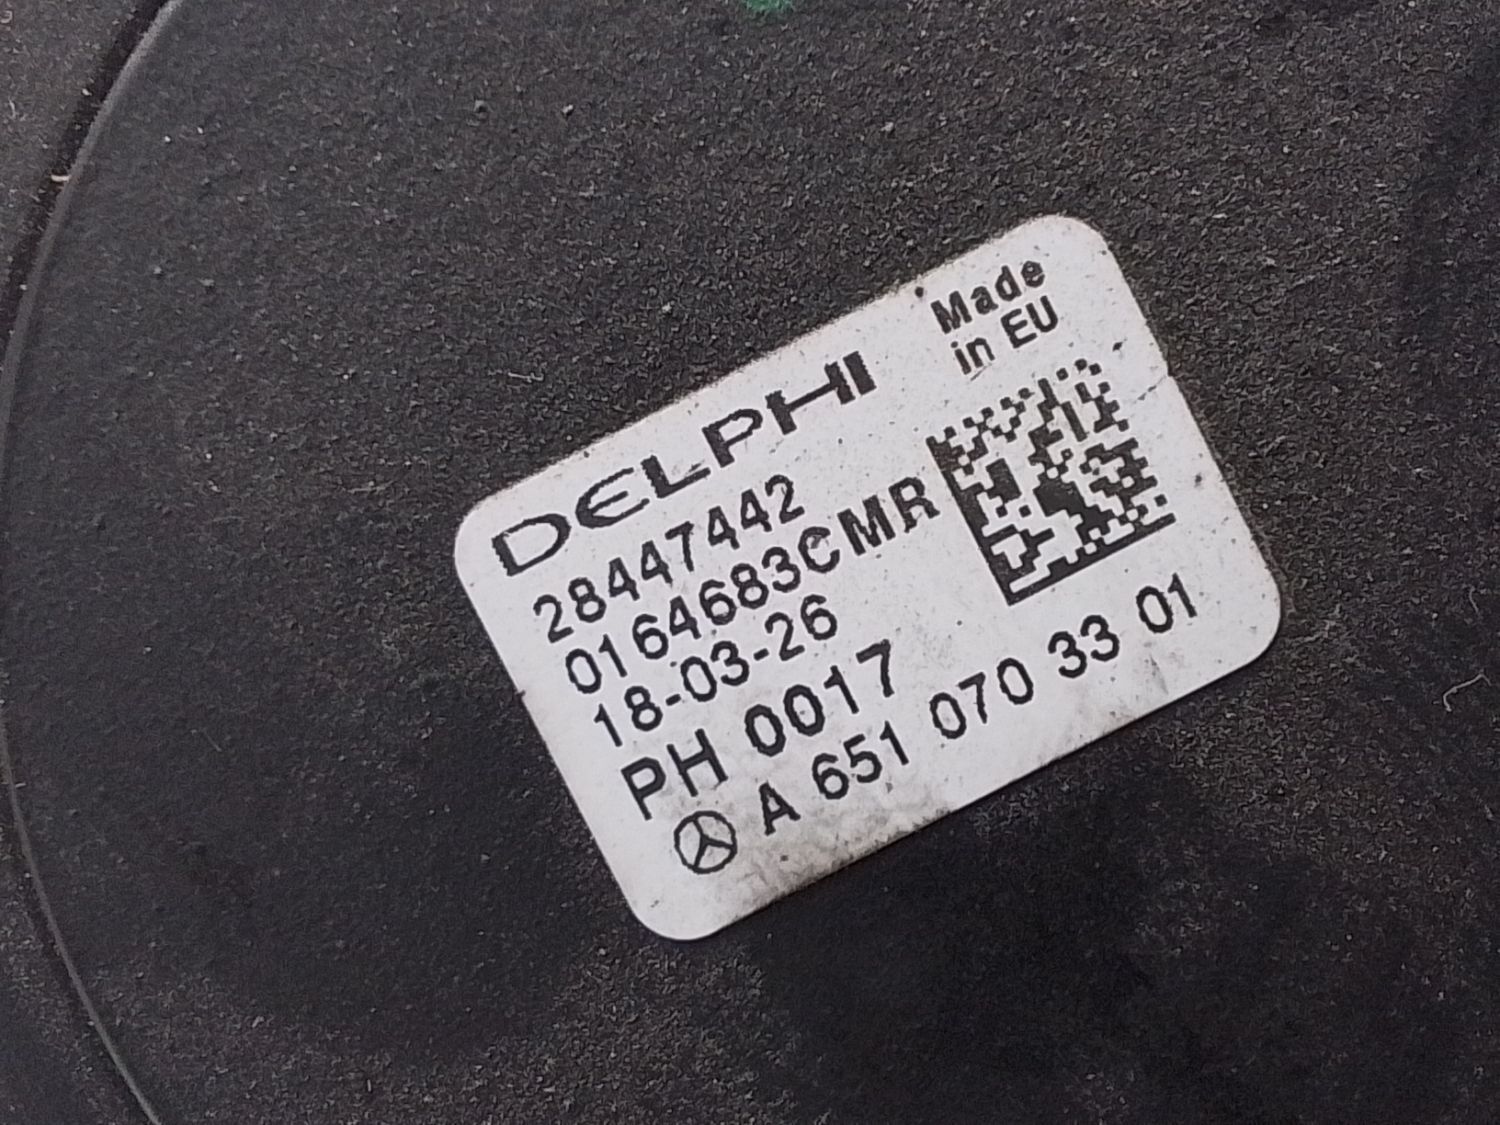 DELPHI
Made
in EU
28447442
0164683CMR
18-03-26
PH 0017
A 651 070 33 01